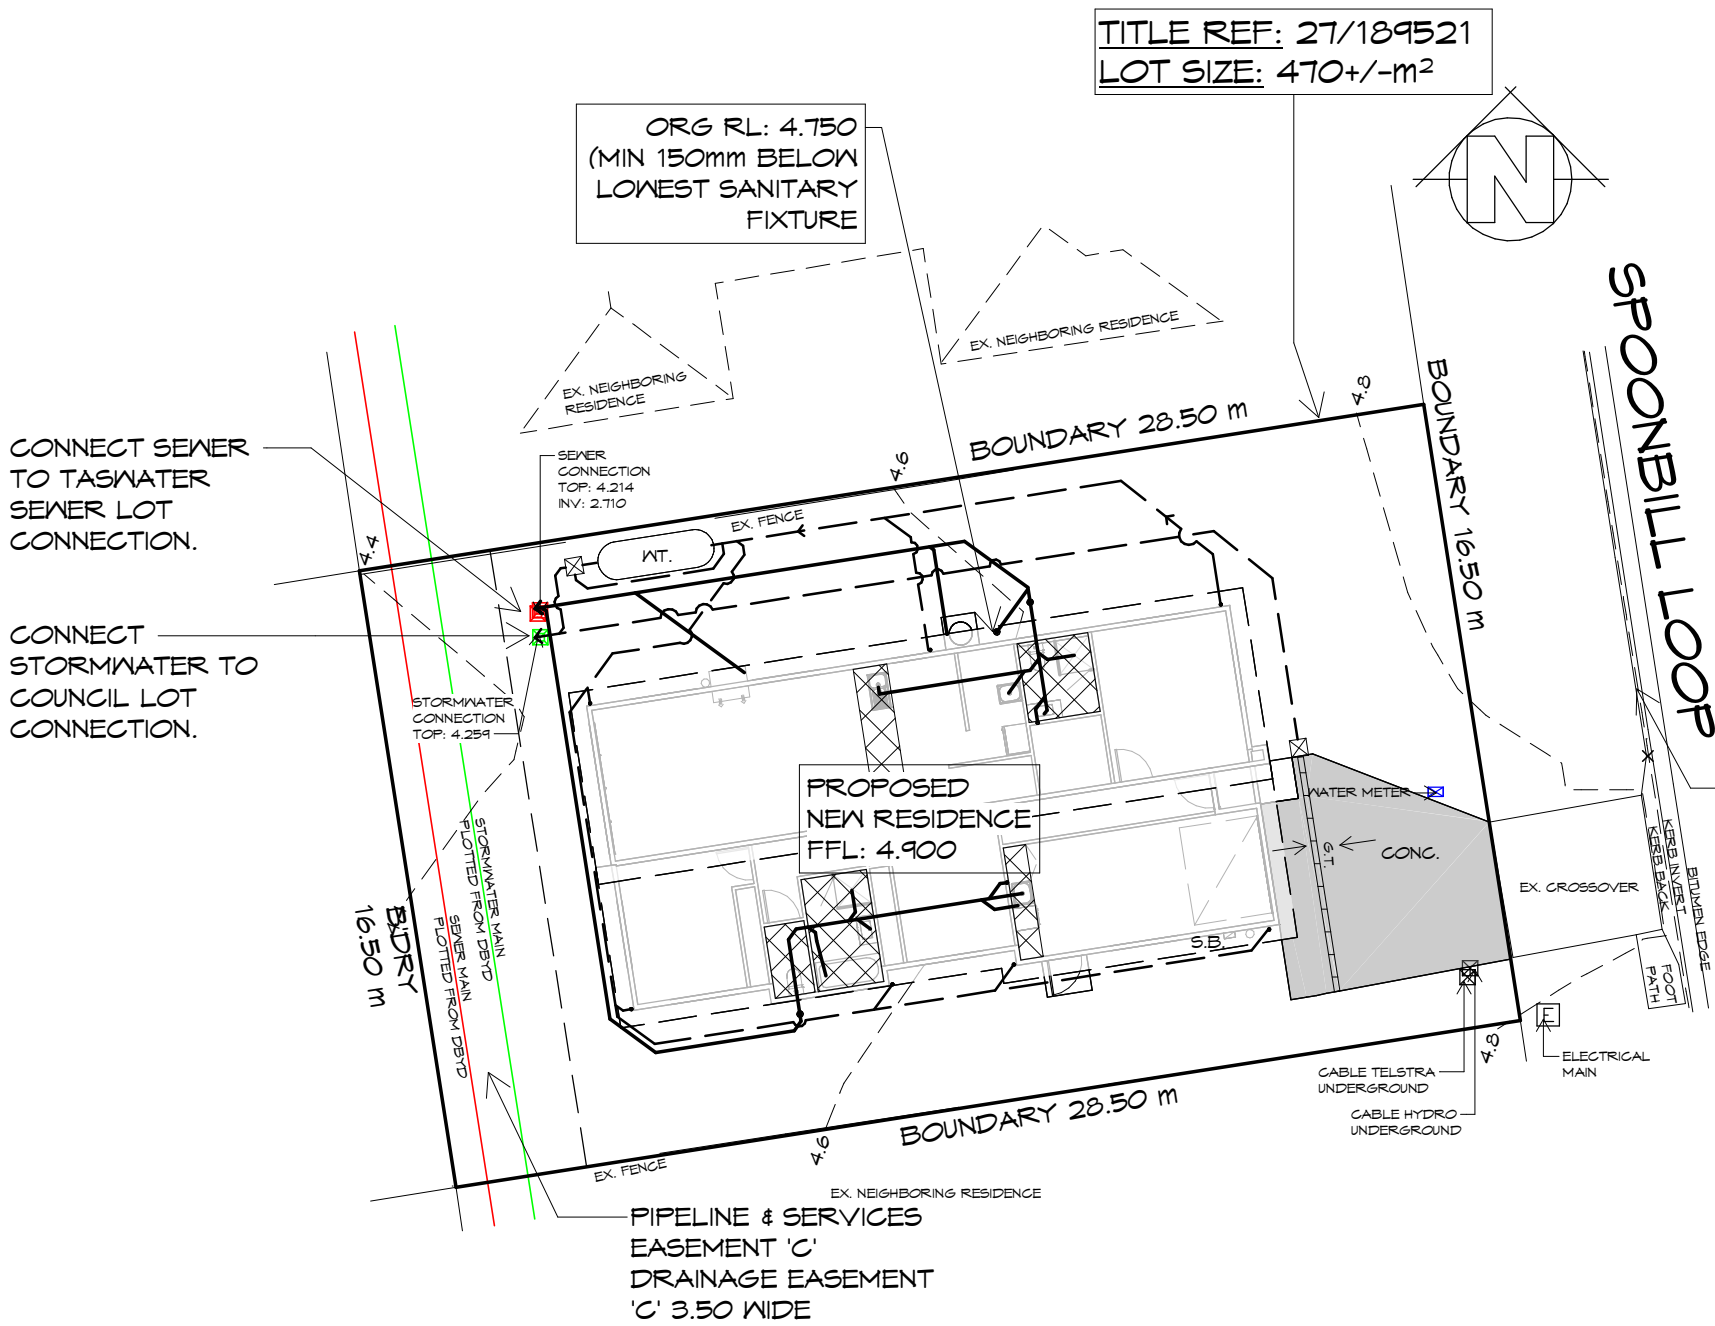 TITLE REF: 27/189521
LOT SIZE: 470+/-m²
ORG RL: 4.750
(MIN 150mm BELOW
LOWEST SANITARY
FIXTURE
N
SPOONBILL LOOP
EX. NEIGHBORING RESIDENCE
EX. NEIGHBORING
RESIDENCE
BOUNDARY 28.50 m
4.8
BOUNDARY 16.50 m
CONNECT SEWER
TO TASWATER
SEWER LOT
CONNECTION.
SEWER
CONNECTION
TOP: 4.214
INV: 2.710
4.6
EX. FENCE
WT.
4.4
CONNECT
STORMWATER TO
COUNCIL LOT
CONNECTION.
STORMWATER
CONNECTION
TOP: 4.259
PROPOSED
NEW RESIDENCE
FFL: 4.900
WATER METER
G.T.
CONC.
EX. CROSSOVER
KERB BACK
KERB INVERT
BITUMEN EDGE
FOOT
PATH
S.B.
STORMWATER MAIN
PLOTTED FROM DBYD
SEWER MAIN
PLOTTED FROM DBYD
BDRY
16.50 m
E
ELECTRICAL
MAIN
4.8
CABLE TELSTRA
UNDERGROUND
CABLE HYDRO
UNDERGROUND
BOUNDARY 28.50 m
4.6
EX. FENCE
EX. NEIGHBORING RESIDENCE
PIPELINE & SERVICES
EASEMENT 'C'
DRAINAGE EASEMENT
'C' 3.50 WIDE